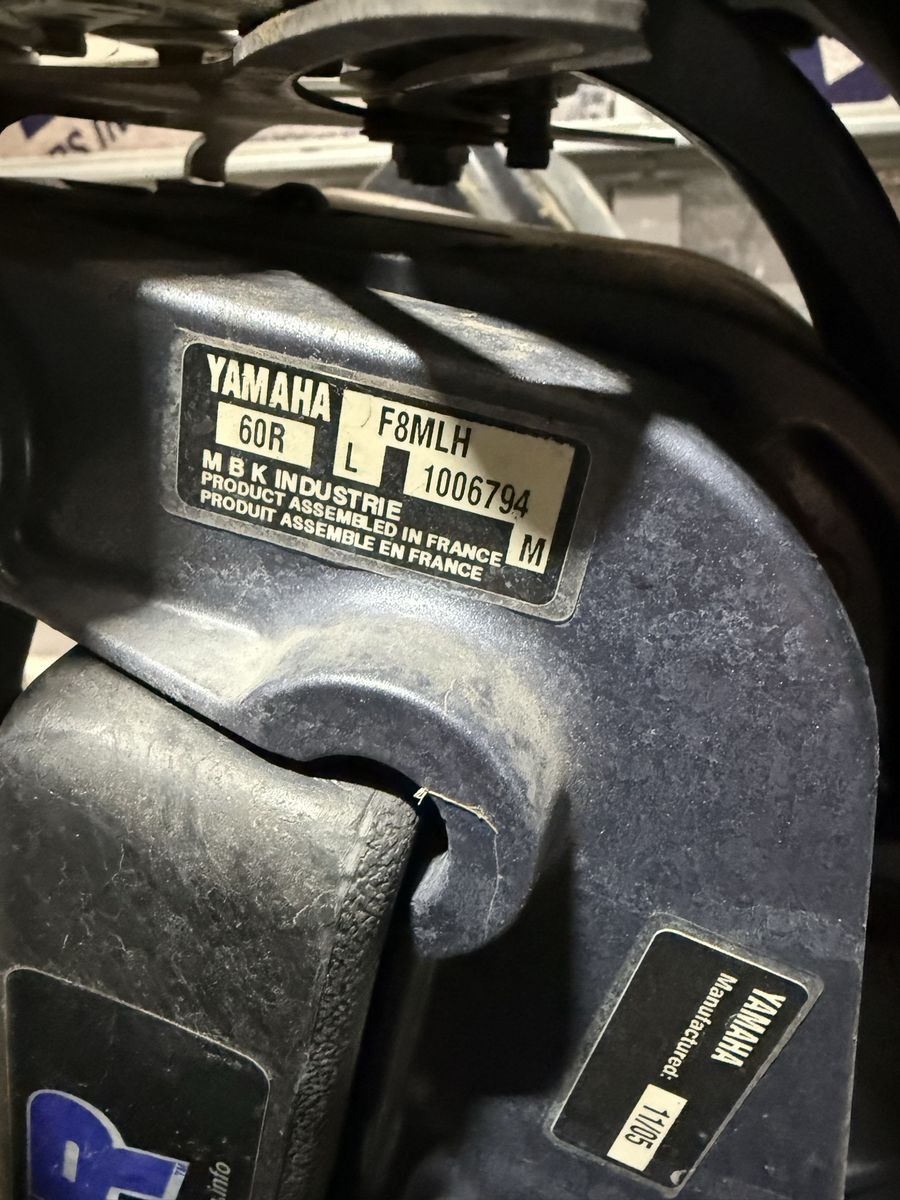 YAMAHA
F8MLH
60R
L
1006794
M B K INDUSTRIE
PRODUCT ASSEMBLED IN FRANCE
PRODUIT ASSEMBLE EN FRANCE
M
YAMAHA
Manufactured:
11/05